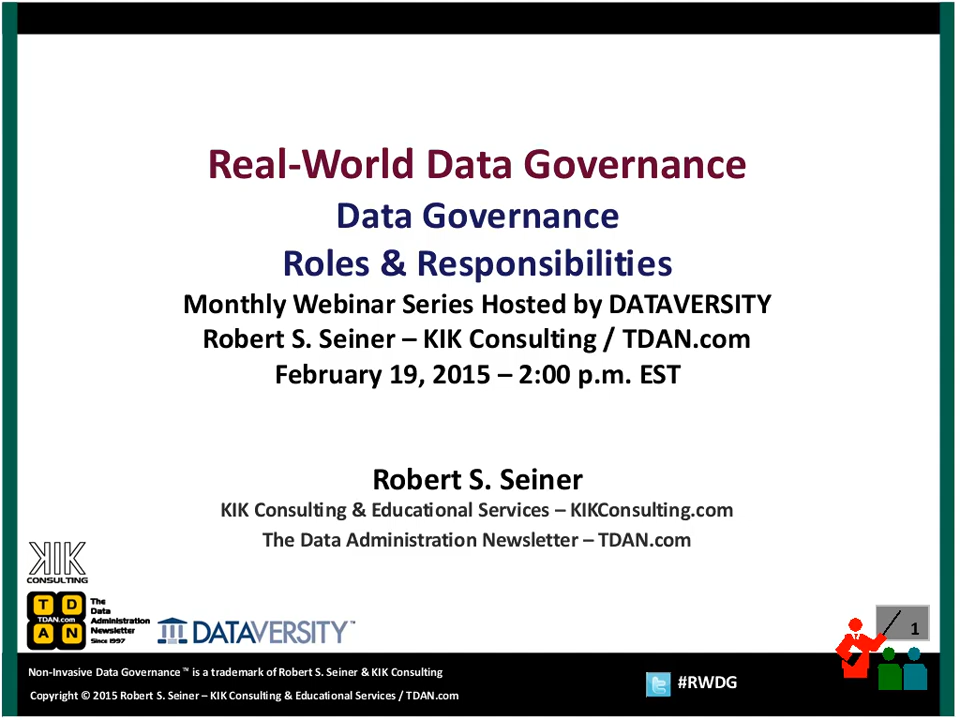 Real-World Data Governance
Data Governance
Roles & Responsibilities
Monthly Webinar Series Hosted by DATAVERSITY
Robert S. Seiner – KIK Consulting / TDAN.com
February 19, 2015 – 2:00 p.m. EST
Robert S. Seiner
KIK Consulting & Educational Services – KIKConsulting.com
The Data Administration Newsletter – TDAN.com
KIK
CONSULTING
T D
TDAN.com
A N
The
Data
Administration
Newsletter
Since 1997
DATAVERSITY™
1
Non-Invasive Data Governance™ is a trademark of Robert S. Seiner & KIK Consulting
Copyright © 2015 Robert S. Seiner – KIK Consulting & Educational Services / TDAN.com
#RWDG